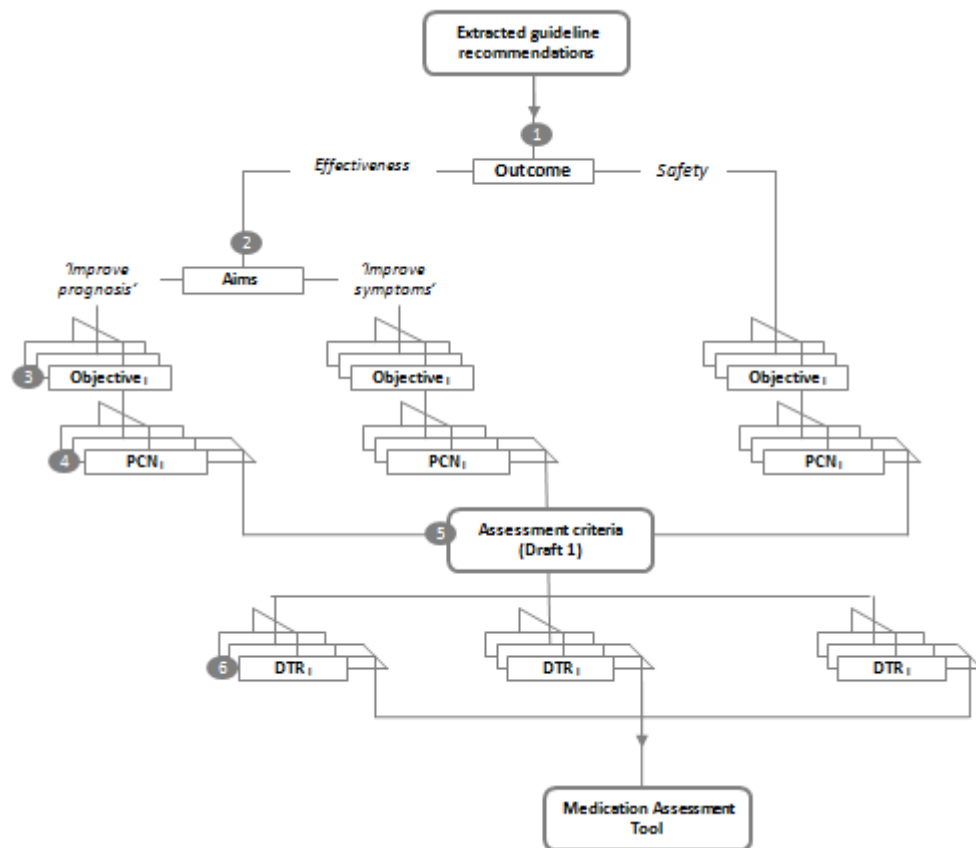 Extracted guideline
recommendations
1
Effectiveness
Outcome
Safety
2
'Improve
prognosis'
Aims
'Improve
symptoms'
3
Objective I
Objective I
Objective I
4
PCN I
PCN I
PCN I
5
Assessment criteria
(Draft 1)
6
DTR I
DTR I
DTR I
Medication Assessment
Tool